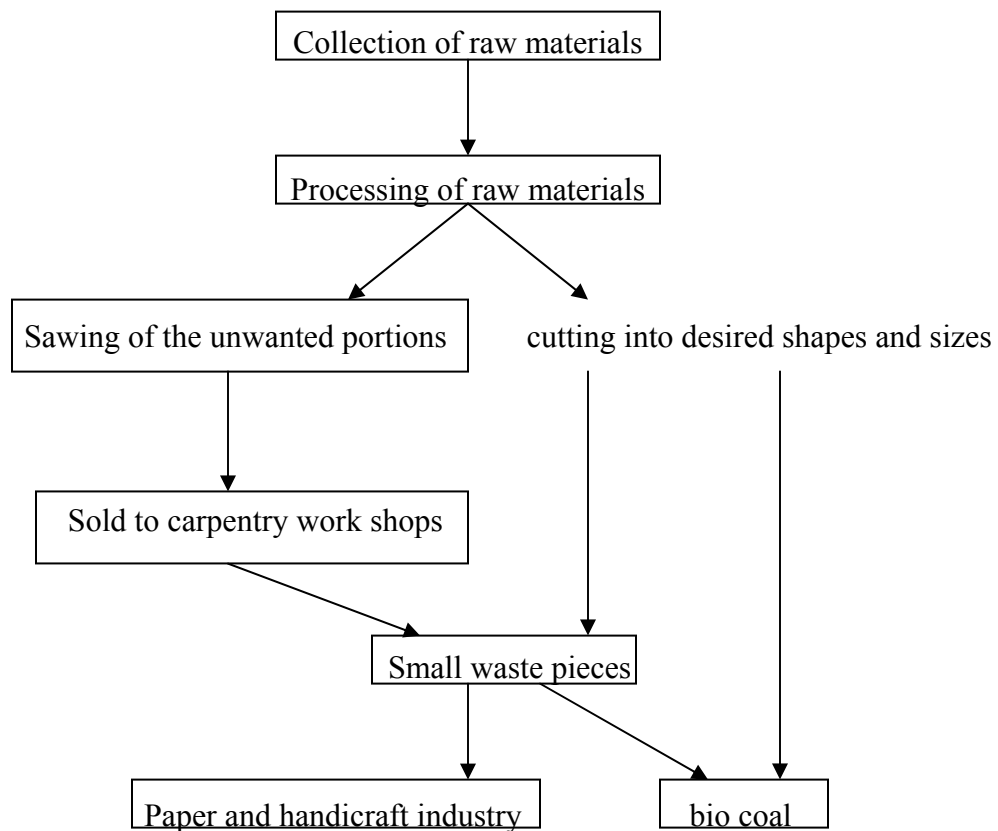 Collection of raw materials
Processing of raw materials
Sawing of the unwanted portions
cutting into desired shapes and sizes
Sold to carpentry work shops
Small waste pieces
Paper and handicraft industry
bio coal